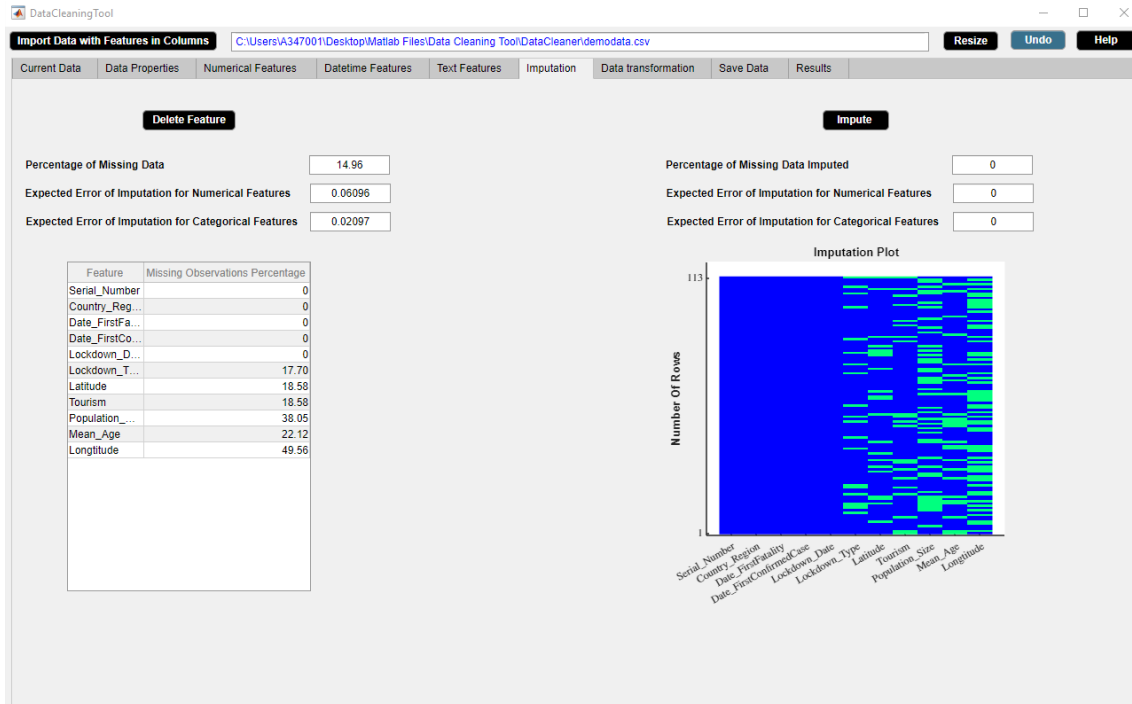 DataCleaningTool
Import Data with Features in Columns C:\Users\A347001\Desktop\Matlab Files\Data Cleaning Tool\DataCleaner\demodata.csv Resize Undo Help
Current Data Data Properties Numerical Features Datetime Features Text Features Imputation Data transformation Save Data Results
Delete Feature
Percentage of Missing Data 14.96
Expected Error of Imputation for Numerical Features 0.06096
Expected Error of Imputation for Categorical Features 0.02097
Feature Missing Observations Percentage
Serial_Number 0
Country_Reg... 0
Date_FirstFa... 0
Date_FirstCo... 0
Lockdown_D... 0
Lockdown_T... 17.70
Latitude 18.58
Tourism 18.58
Population_... 38.05
Mean_Age 22.12
Longtitude 49.56
Impute
Percentage of Missing Data Imputed 0
Expected Error of Imputation for Numerical Features 0
Expected Error of Imputation for Categorical Features 0
Imputation Plot
113
Number Of Rows
1
Serial_Number
Country_Region
Date_FirstFatality
Date_FirstConfirmedCase
Lockdown_Date
Lockdown_Type
Latitude
Tourism
Population_Size
Mean_Age
Longtitude